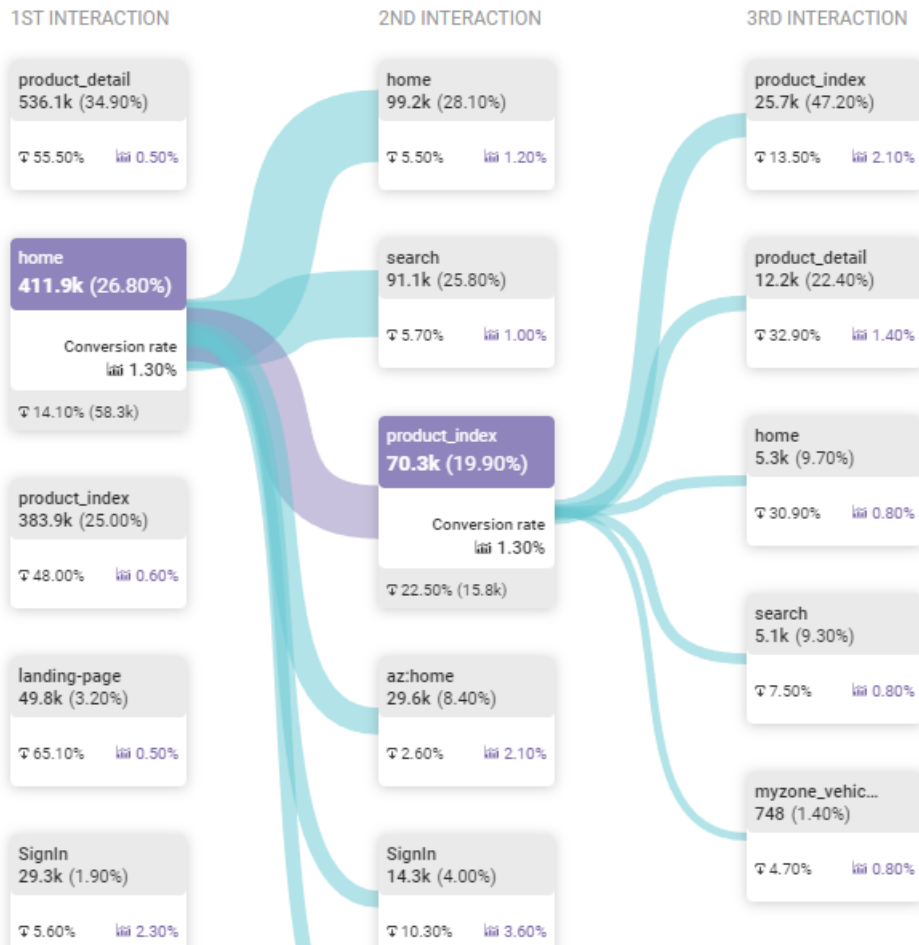 1ST INTERACTION
product_detail
536.1k (34.90%)
55.50% 0.50%
home
411.9k (26.80%)
Conversion rate
1.30%
14.10% (58.3k)
product_index
383.9k (25.00%)
48.00% 0.60%
landing-page
49.8k (3.20%)
65.10% 0.50%
SignIn
29.3k (1.90%)
5.60% 2.30%
2ND INTERACTION
home
99.2k (28.10%)
5.50% 1.20%
search
91.1k (25.80%)
5.70% 1.00%
product_index
70.3k (19.90%)
Conversion rate
1.30%
22.50% (15.8k)
az:home
29.6k (8.40%)
2.60% 2.10%
SignIn
14.3k (4.00%)
10.30% 3.60%
3RD INTERACTION
product_index
25.7k (47.20%)
13.50% 2.10%
product_detail
12.2k (22.40%)
32.90% 1.40%
home
5.3k (9.70%)
30.90% 0.80%
search
5.1k (9.30%)
7.50% 0.80%
myzone_vehic...
748 (1.40%)
4.70% 0.80%